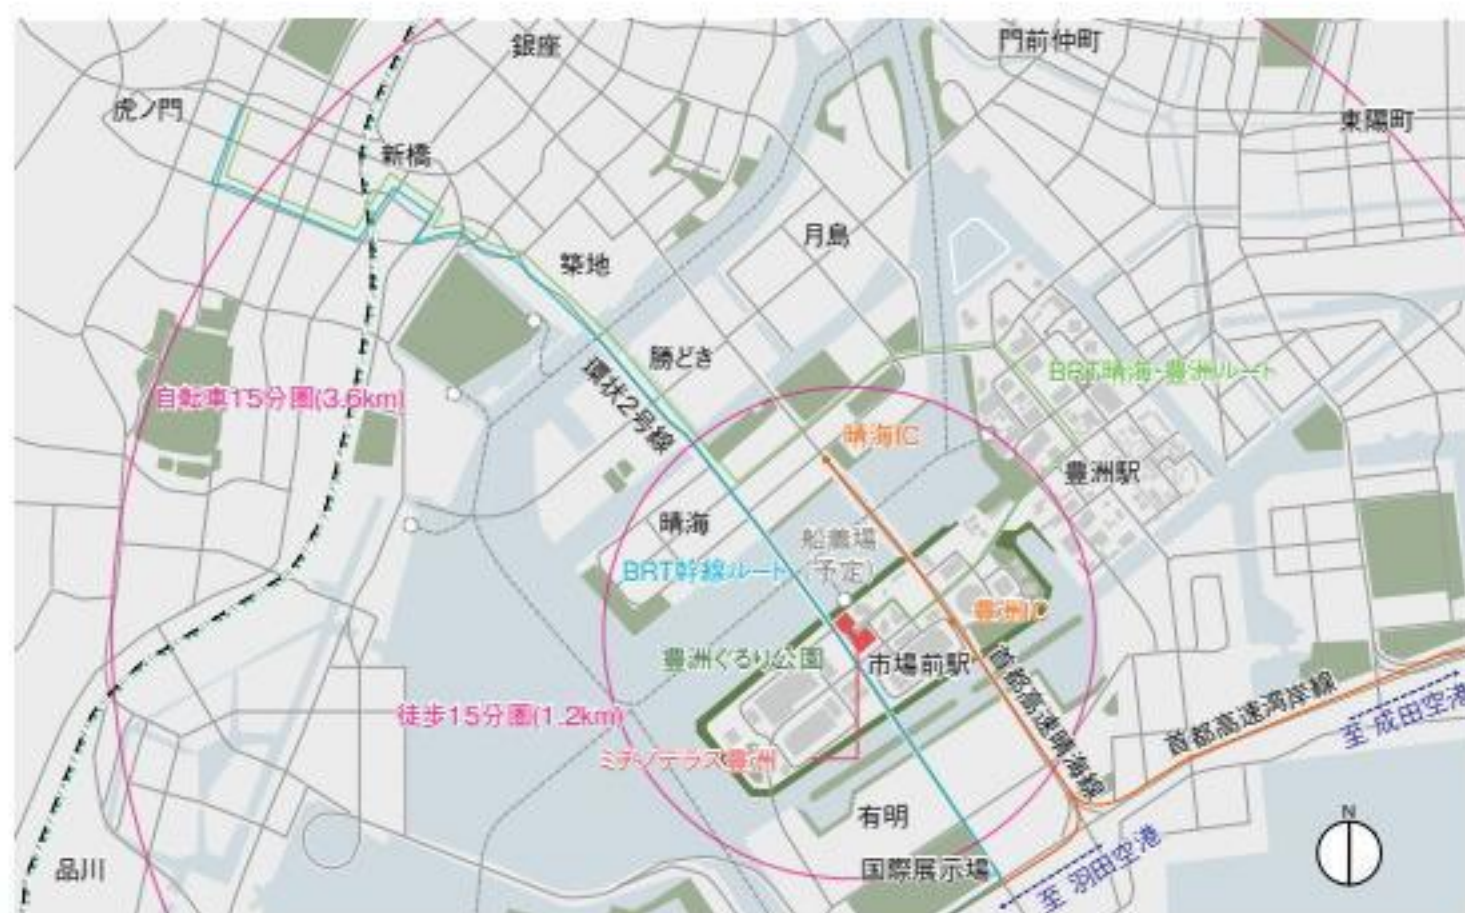 銀座
門前仲町
虎ノ門
東陽町
新橋
月島
築地
勝どき
環状2号線
BRT晴海・豊洲ルート
自転車15分圏(3.6km)
晴海IC
豊洲駅
晴海
船着場
(予定)
BRT幹線ルート
豊洲IC
豊洲ぐるり公園
市場前駅
首都高速晴海線
首都高速湾岸線
至 成田空港
徒歩15分圏(1.2km)
ミチノテラス豊洲
有明
国際展示場
至 羽田空港
品川
N